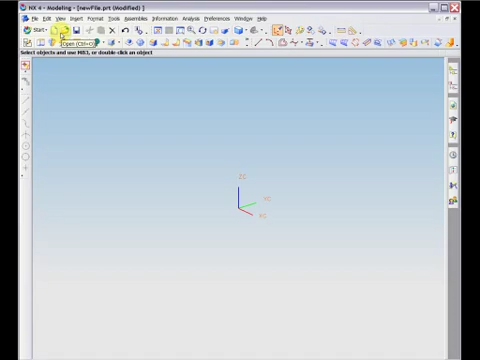 NX 4 - Modeling - [newFile.prt (Modified) ]
File Edit View Insert Format Tools Assemblies Information Analysis Preferences Window Help
Start
Open (Ctrl+O)
Select objects and use MB3, or double-click an object
ZC
YC
XC